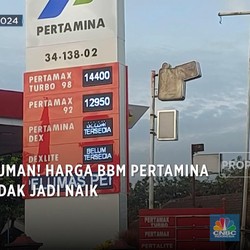 2024
PERTAMINA
34-138-02
PERTAMAX
TURBO 98
14400
PERTAMAX
92
12950
PERTAMINA
DEX
BELUM
TERSEDIA
DEXLITE
BELUM
TERSEDIA
UMAN! HARGA BBM PERTAMINA
DAK JADI NAIK
CNBC